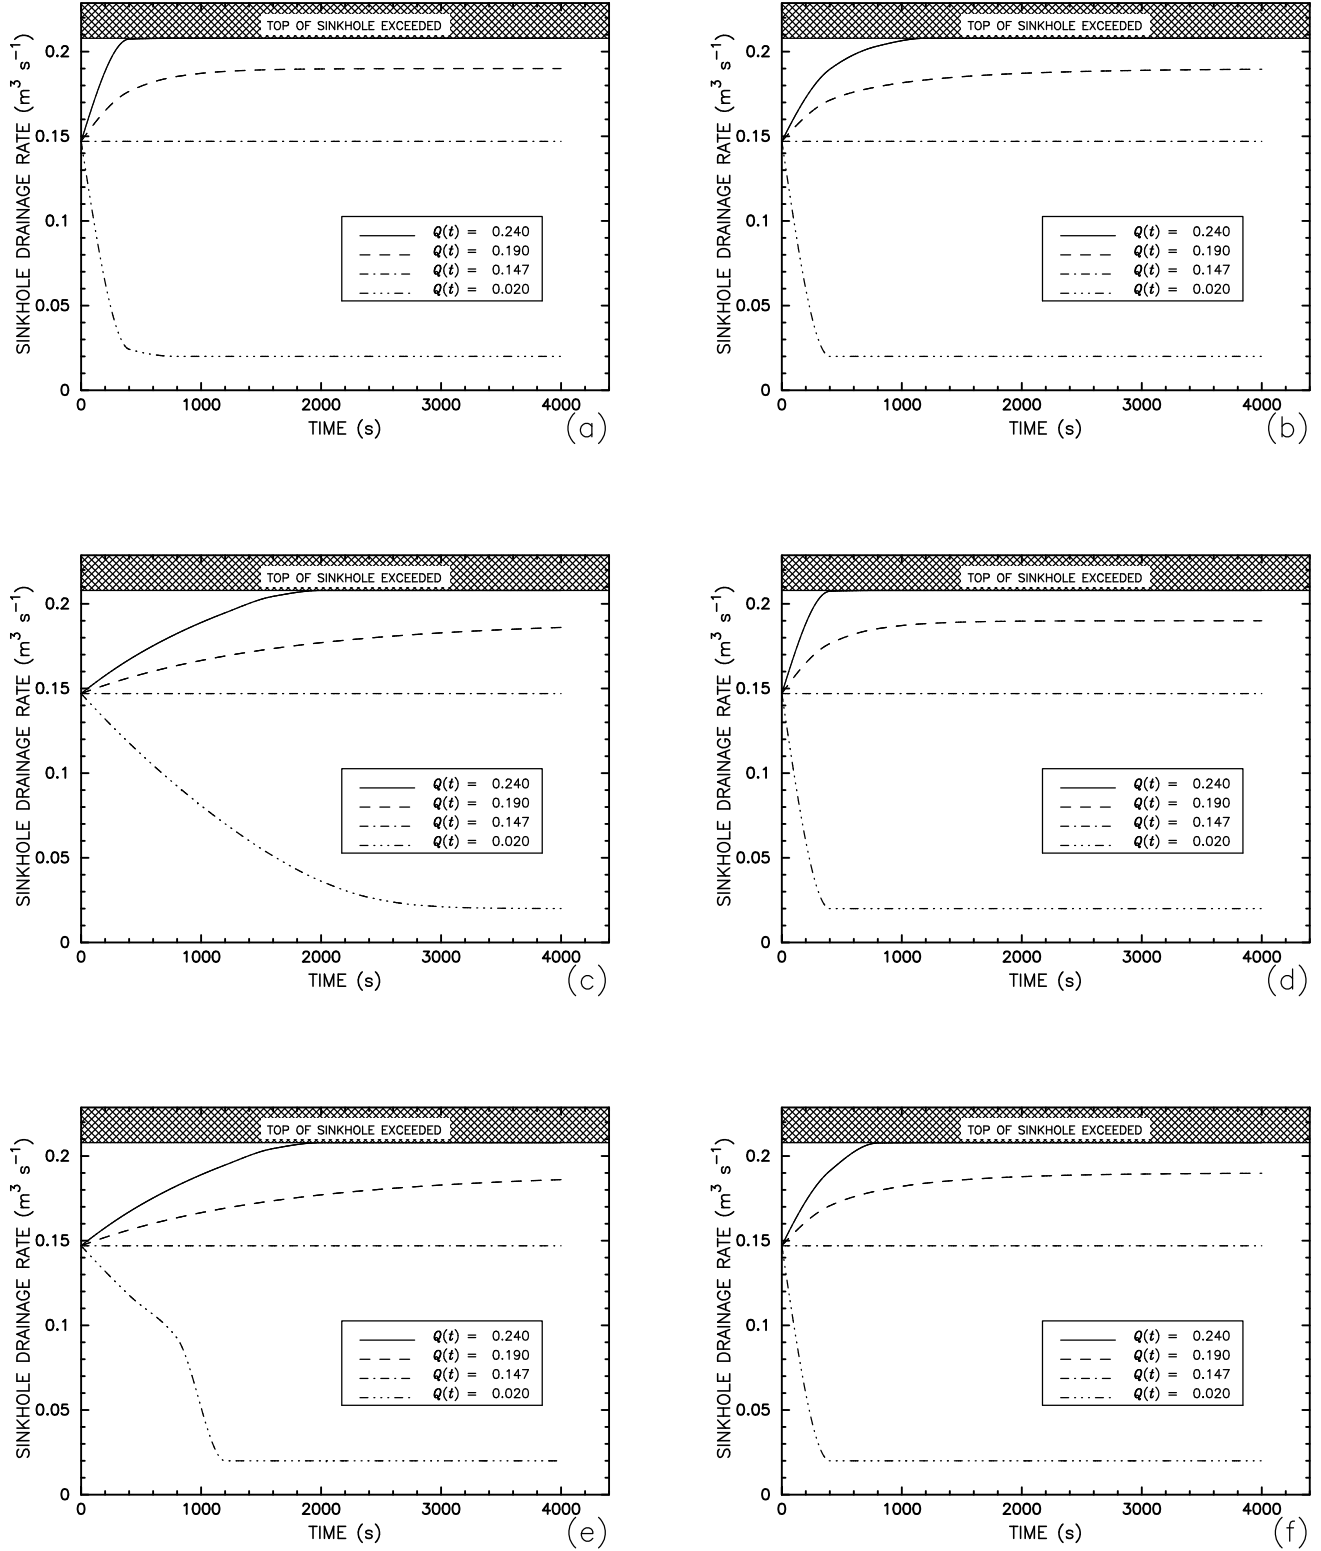 TOP OF SINKHOLE EXCEEDED
0.2
0.15
0.1
0.05
0
SINKHOLE DRAINAGE RATE (m³ s⁻¹)
Q(t) = 0.240
Q(t) = 0.190
Q(t) = 0.147
Q(t) = 0.020
0 1000 2000 3000 4000
TIME (s)
(a)
TOP OF SINKHOLE EXCEEDED
0.2
0.15
0.1
0.05
0
SINKHOLE DRAINAGE RATE (m³ s⁻¹)
Q(t) = 0.240
Q(t) = 0.190
Q(t) = 0.147
Q(t) = 0.020
0 1000 2000 3000 4000
TIME (s)
(b)
TOP OF SINKHOLE EXCEEDED
0.2
0.15
0.1
0.05
0
SINKHOLE DRAINAGE RATE (m³ s⁻¹)
Q(t) = 0.240
Q(t) = 0.190
Q(t) = 0.147
Q(t) = 0.020
0 1000 2000 3000 4000
TIME (s)
(c)
TOP OF SINKHOLE EXCEEDED
0.2
0.15
0.1
0.05
0
SINKHOLE DRAINAGE RATE (m³ s⁻¹)
Q(t) = 0.240
Q(t) = 0.190
Q(t) = 0.147
Q(t) = 0.020
0 1000 2000 3000 4000
TIME (s)
(d)
TOP OF SINKHOLE EXCEEDED
0.2
0.15
0.1
0.05
0
SINKHOLE DRAINAGE RATE (m³ s⁻¹)
Q(t) = 0.240
Q(t) = 0.190
Q(t) = 0.147
Q(t) = 0.020
0 1000 2000 3000 4000
TIME (s)
(e)
TOP OF SINKHOLE EXCEEDED
0.2
0.15
0.1
0.05
0
SINKHOLE DRAINAGE RATE (m³ s⁻¹)
Q(t) = 0.240
Q(t) = 0.190
Q(t) = 0.147
Q(t) = 0.020
0 1000 2000 3000 4000
TIME (s)
(f)